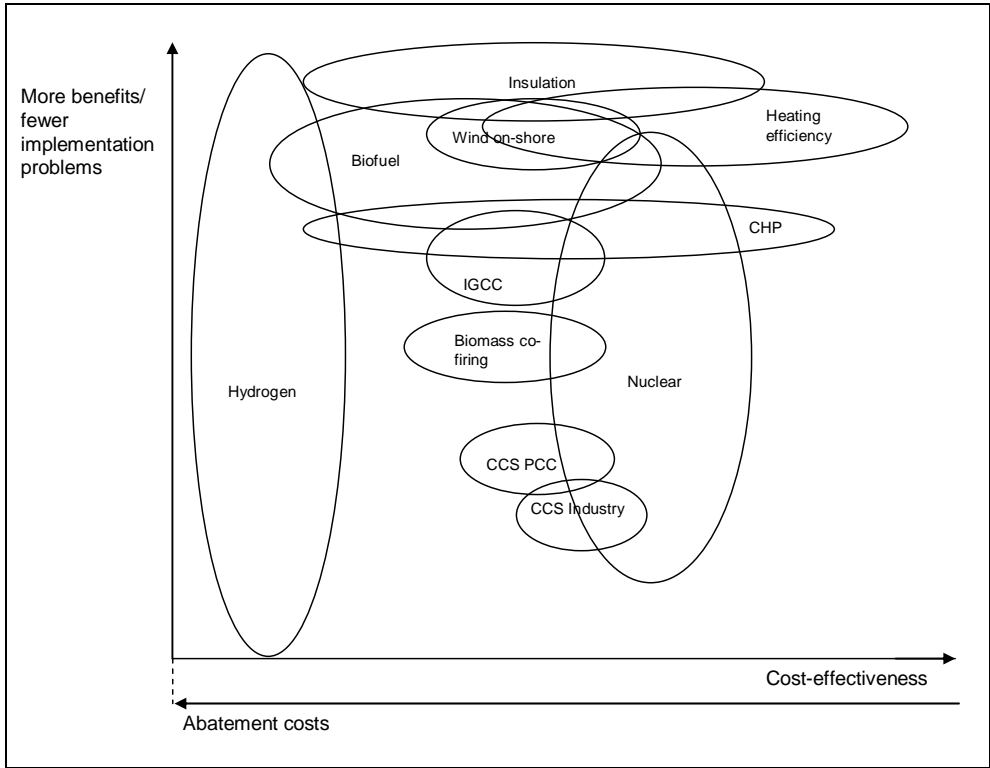 More benefits/
fewer
implementation
problems
Insulation
Heating
efficiency
Wind on-shore
Biofuel
CHP
IGCC
Biomass co-
firing
Nuclear
Hydrogen
CCS PCC
CCS Industry
Cost-effectiveness
Abatement costs